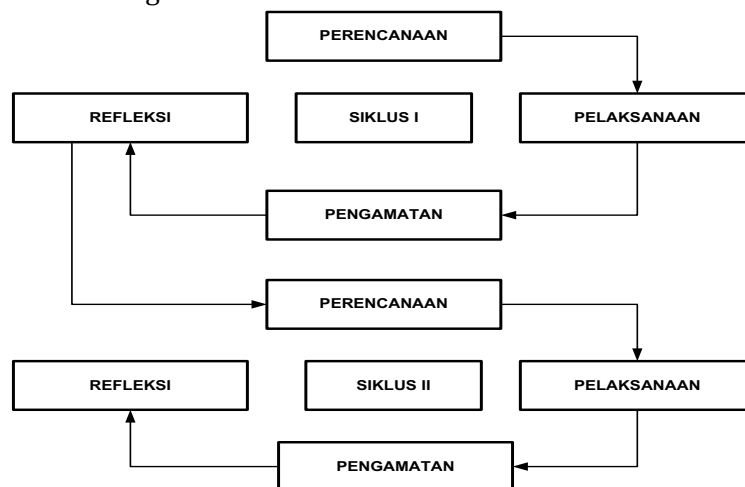 PERENCANAAN
REFLEKSI
SIKLUS I
PELAKSANAAN
PENGAMATAN
PERENCANAAN
REFLEKSI
SIKLUS II
PELAKSANAAN
PENGAMATAN